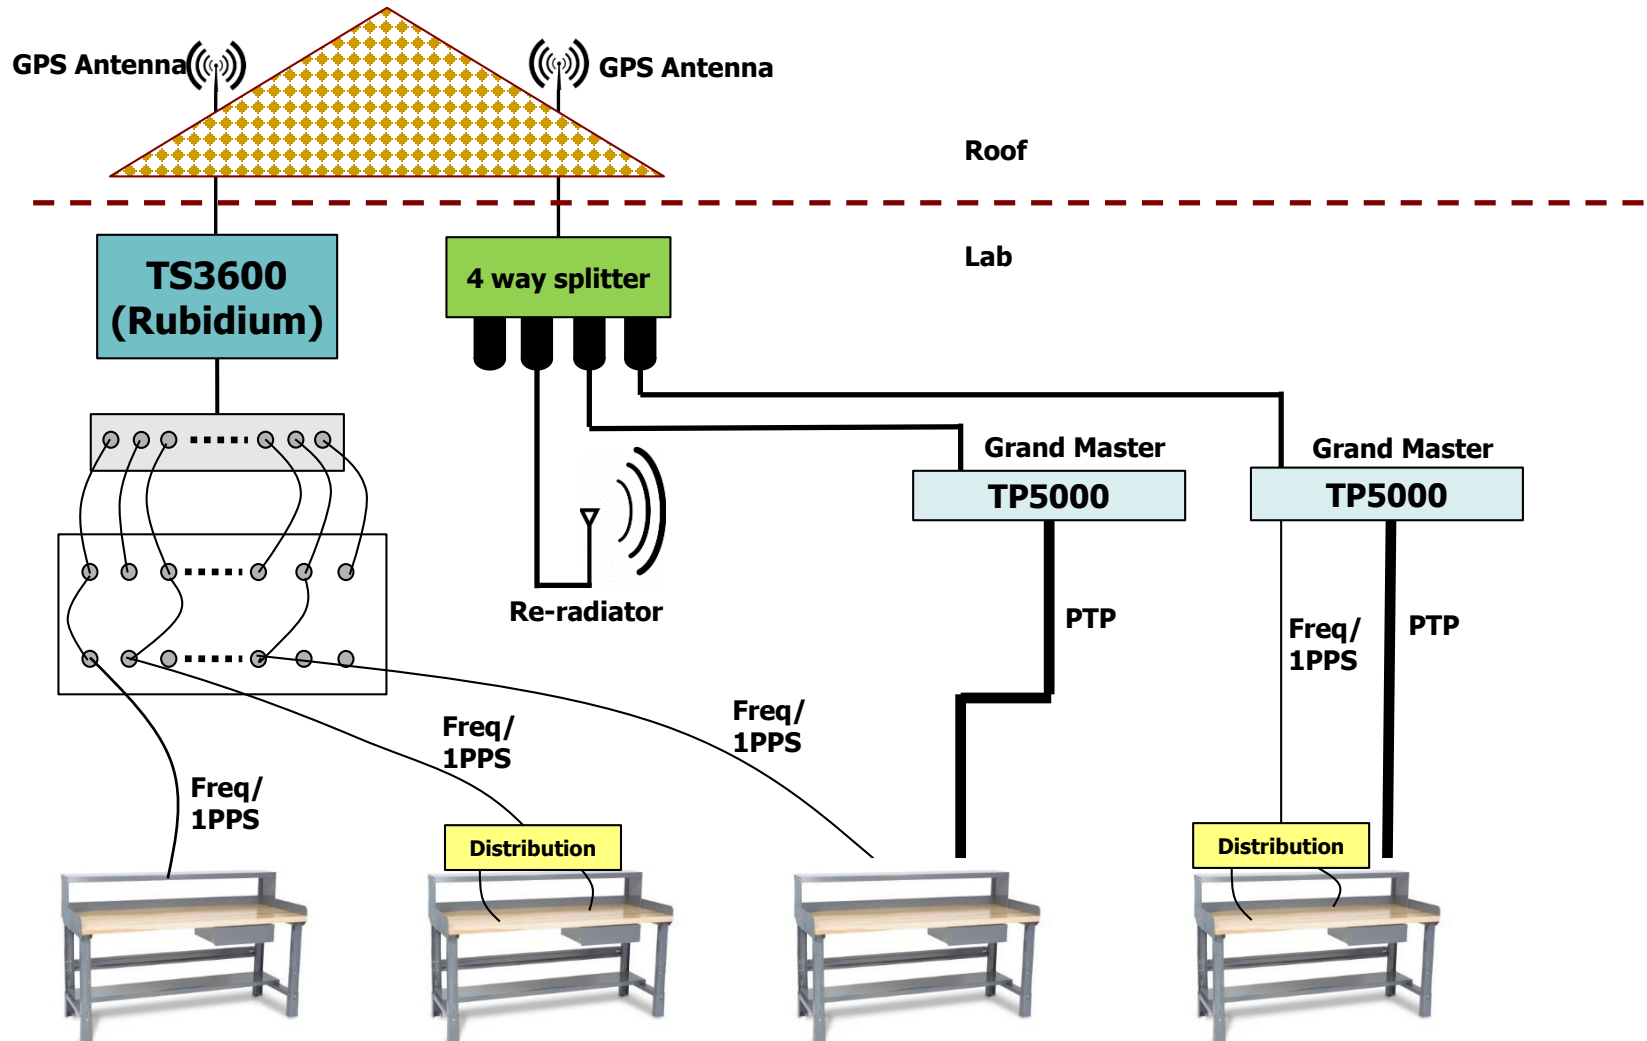 GPS Antenna
GPS Antenna
Roof
Lab
TS3600
(Rubidium)
4 way splitter
Grand Master
TP5000
Grand Master
TP5000
Re-radiator
PTP
Freq/
1PPS
PTP
Freq/
1PPS
Freq/
1PPS
Freq/
1PPS
Distribution
Distribution